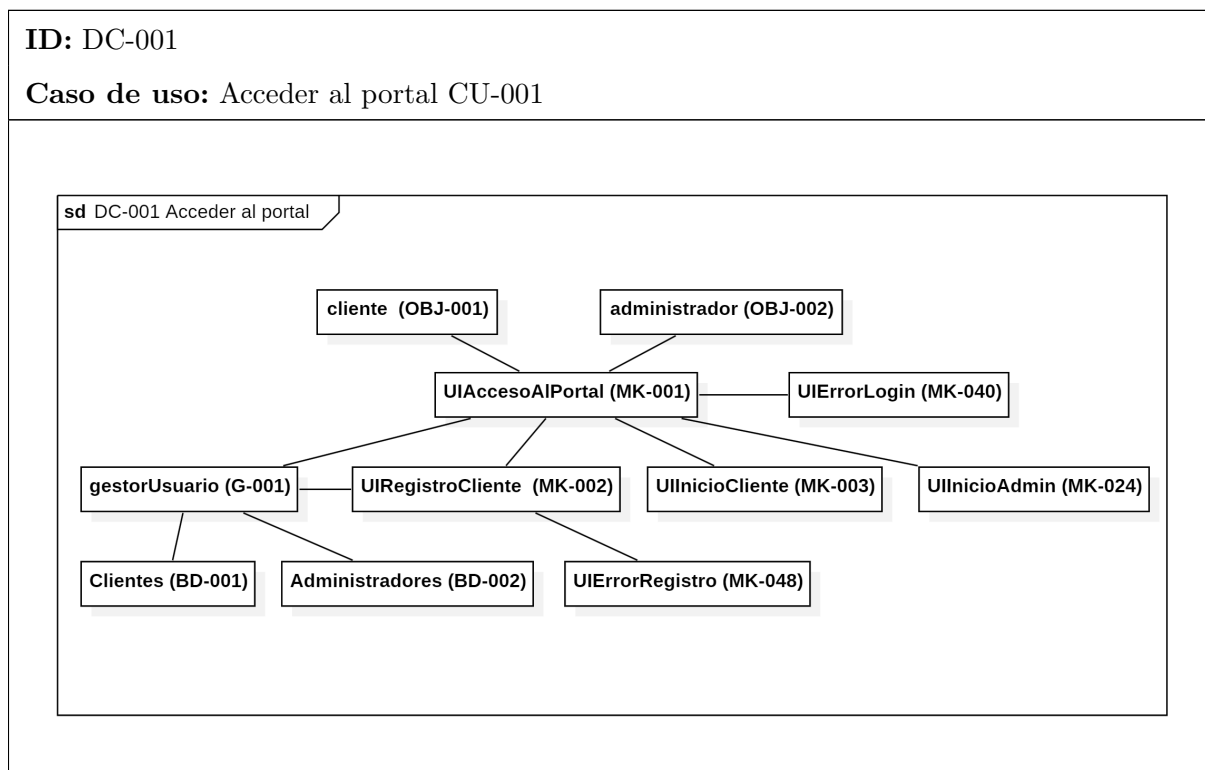 ID: DC-001
Caso de uso: Acceder al portal CU-001
sd DC-001 Acceder al portal
cliente (OBJ-001)
administrador (OBJ-002)
UIAccesoAlPortal (MK-001)
UIErrorLogin (MK-040)
gestorUsuario (G-001)
UIRegistroCliente (MK-002)
UIInicioCliente (MK-003)
UIInicioAdmin (MK-024)
Clientes (BD-001)
Administradores (BD-002)
UIErrorRegistro (MK-048)